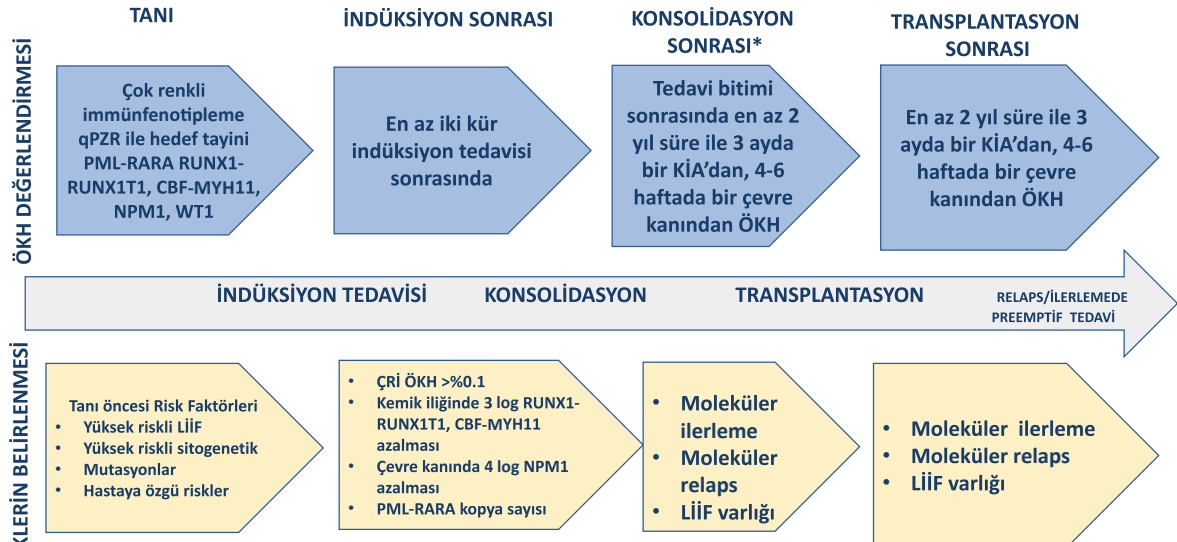 TANI
İNDÜKSİYON SONRASI
KONSOLİDASYON
SONRASI*
TRANSPLANTASYON
SONRASI
ÖKH DEĞERLENDİRMESİ
Çok renkli
immünfenotipleme
qPZR ile hedef tayini
PML-RARA RUNX1-
RUNX1T1, CBF-MYH11,
NPM1, WT1
En az iki kür
indüksiyon tedavisi
sonrasında
Tedavi bitimi
sonrasında en az 2
yıl süre ile 3 ayda
bir KİA’dan, 4-6
haftada bir çevre
kanından ÖKH
En az 2 yıl süre ile 3
ayda bir KİA’dan, 4-6
haftada bir çevre
kanından ÖKH
İNDÜKSİYON TEDAVİSİ
KONSOLİDASYON
TRANSPLANTASYON
RELAPS/İLERLEMEDE
PREEMPTİF TEDAVİ
KLERİN BELİRLENMESİ
Tanı öncesi Risk Faktörleri
• Yüksek riskli LİİF
• Yüksek riskli sitogenetik
• Mutasyonlar
• Hastaya özgü riskler
• ÇRİ ÖKH >%0.1
• Kemik iliğinde 3 log RUNX1-
RUNX1T1, CBF-MYH11
azalması
• Çevre kanında 4 log NPM1
azalması
• PML-RARA kopya sayısı
• Moleküler
ilerleme
• Moleküler
relaps
• LİİF varlığı
• Moleküler ilerleme
• Moleküler relaps
• LİİF varlığı